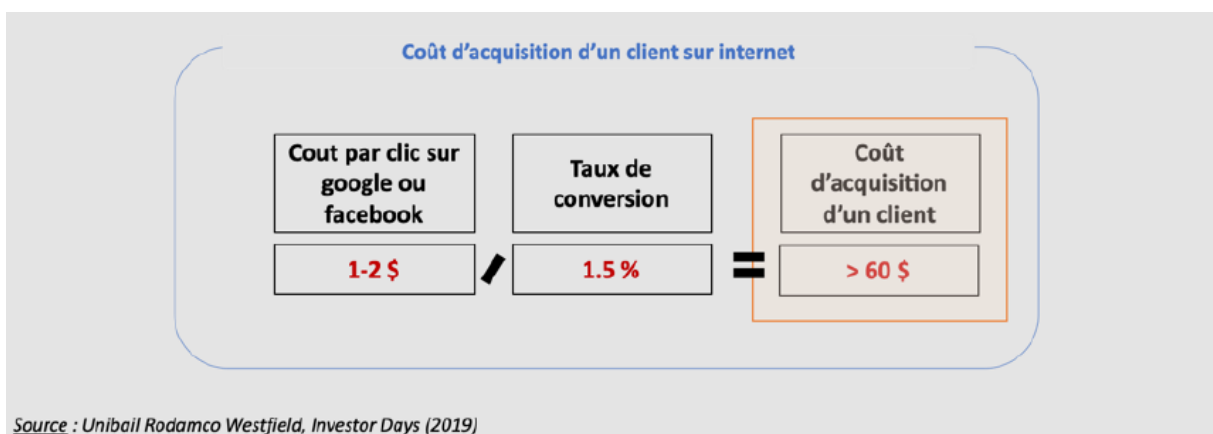 Coût d'acquisition d'un client sur internet
Cout par clic sur
google ou
facebook
Taux de
conversion
Coût
d'acquisition
d'un client
1-2 $
/
1.5 %
=
> 60 $
Source : Unibail Rodamco Westfield, Investor Days (2019)